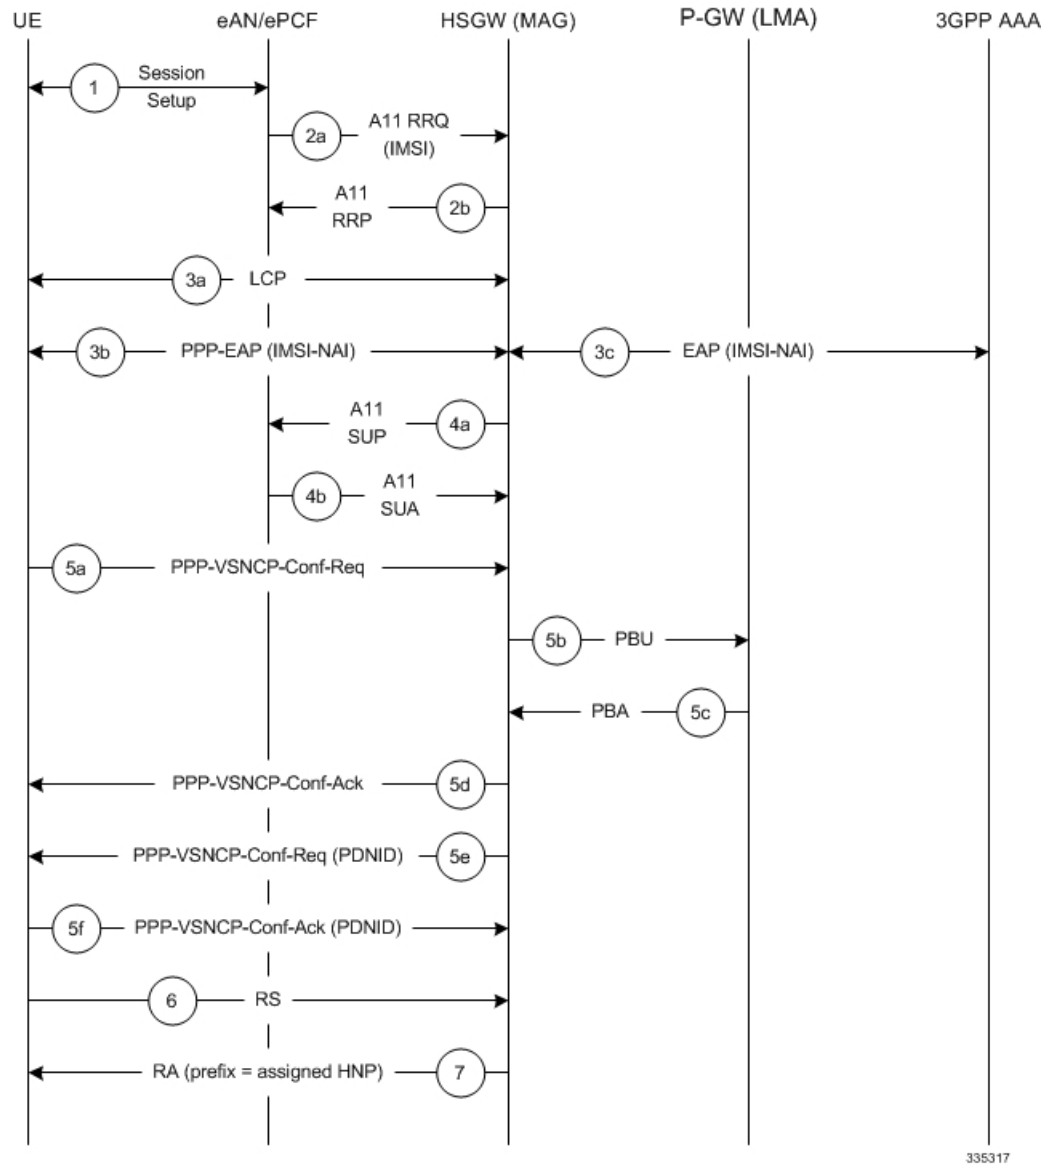 UE eAN/ePCF HSGW (MAG) P-GW (LMA) 3GPP AAA
1 Session
Setup
2a A11 RRQ
(IMSI)
A11
RRP 2b
3a LCP
3b PPP-EAP (IMSI-NAI) 3c EAP (IMSI-NAI)
A11
SUP 4a
4b A11
SUA
5a PPP-VSNCP-Conf-Req
5b PBU
PBA 5c
PPP-VSNCP-Conf-Ack 5d
PPP-VSNCP-Conf-Req (PDNID) 5e
5f PPP-VSNCP-Conf-Ack (PDNID)
6 RS
RA (prefix = assigned HNP) 7
335317